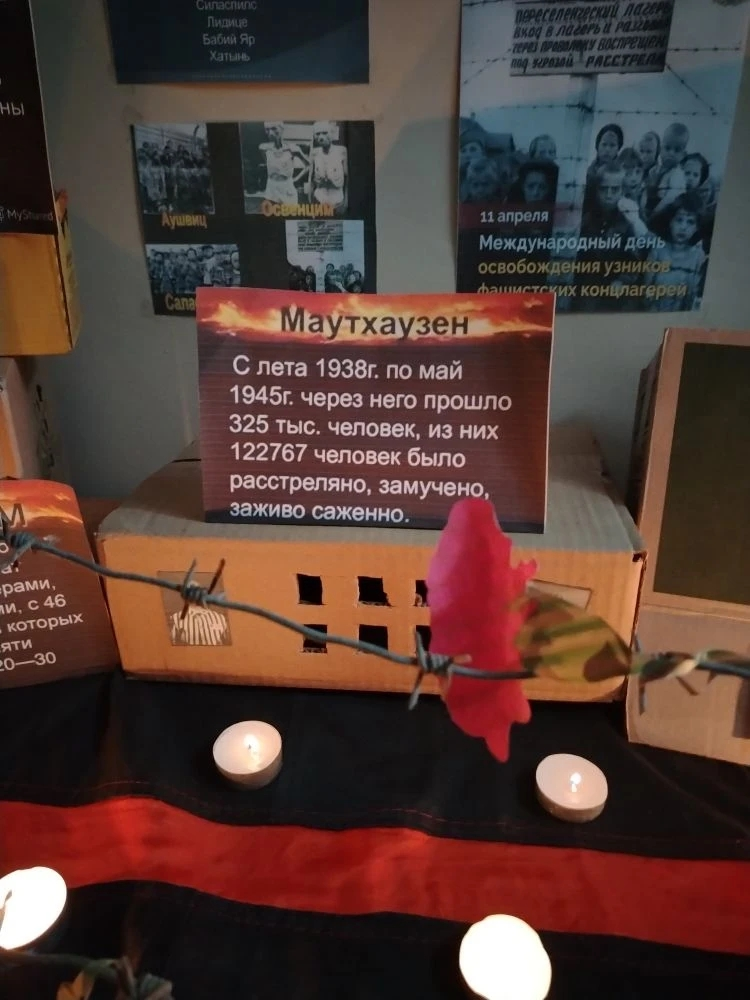 Силаспилс
Лидице
Бабий Яр
Хатынь
ПЕРЕСЕЛЕНЧЕСКИЙ ЛАГЕРЬ
ВХОД В ЛАГЕРЬ И РАЗГОВОР
ЧЕРЕЗ ПРОВОЛОКУ ВОСПРЕЩЕН
ПОД УГРОЗОЙ РАССТРЕЛА
НЫ
MyShared
Аушвиц
Освенцим
Сала
11 апреля
Международный день
освобождения узников
фашистских концлагерей
Маутхаузен
С лета 1938г. по май
1945г. через него прошло
325 тыс. человек, из них
122767 человек было
расстреляно, замучено,
заживо саженно.
М
ерами,
ми, с 46
которых
яти
20—30